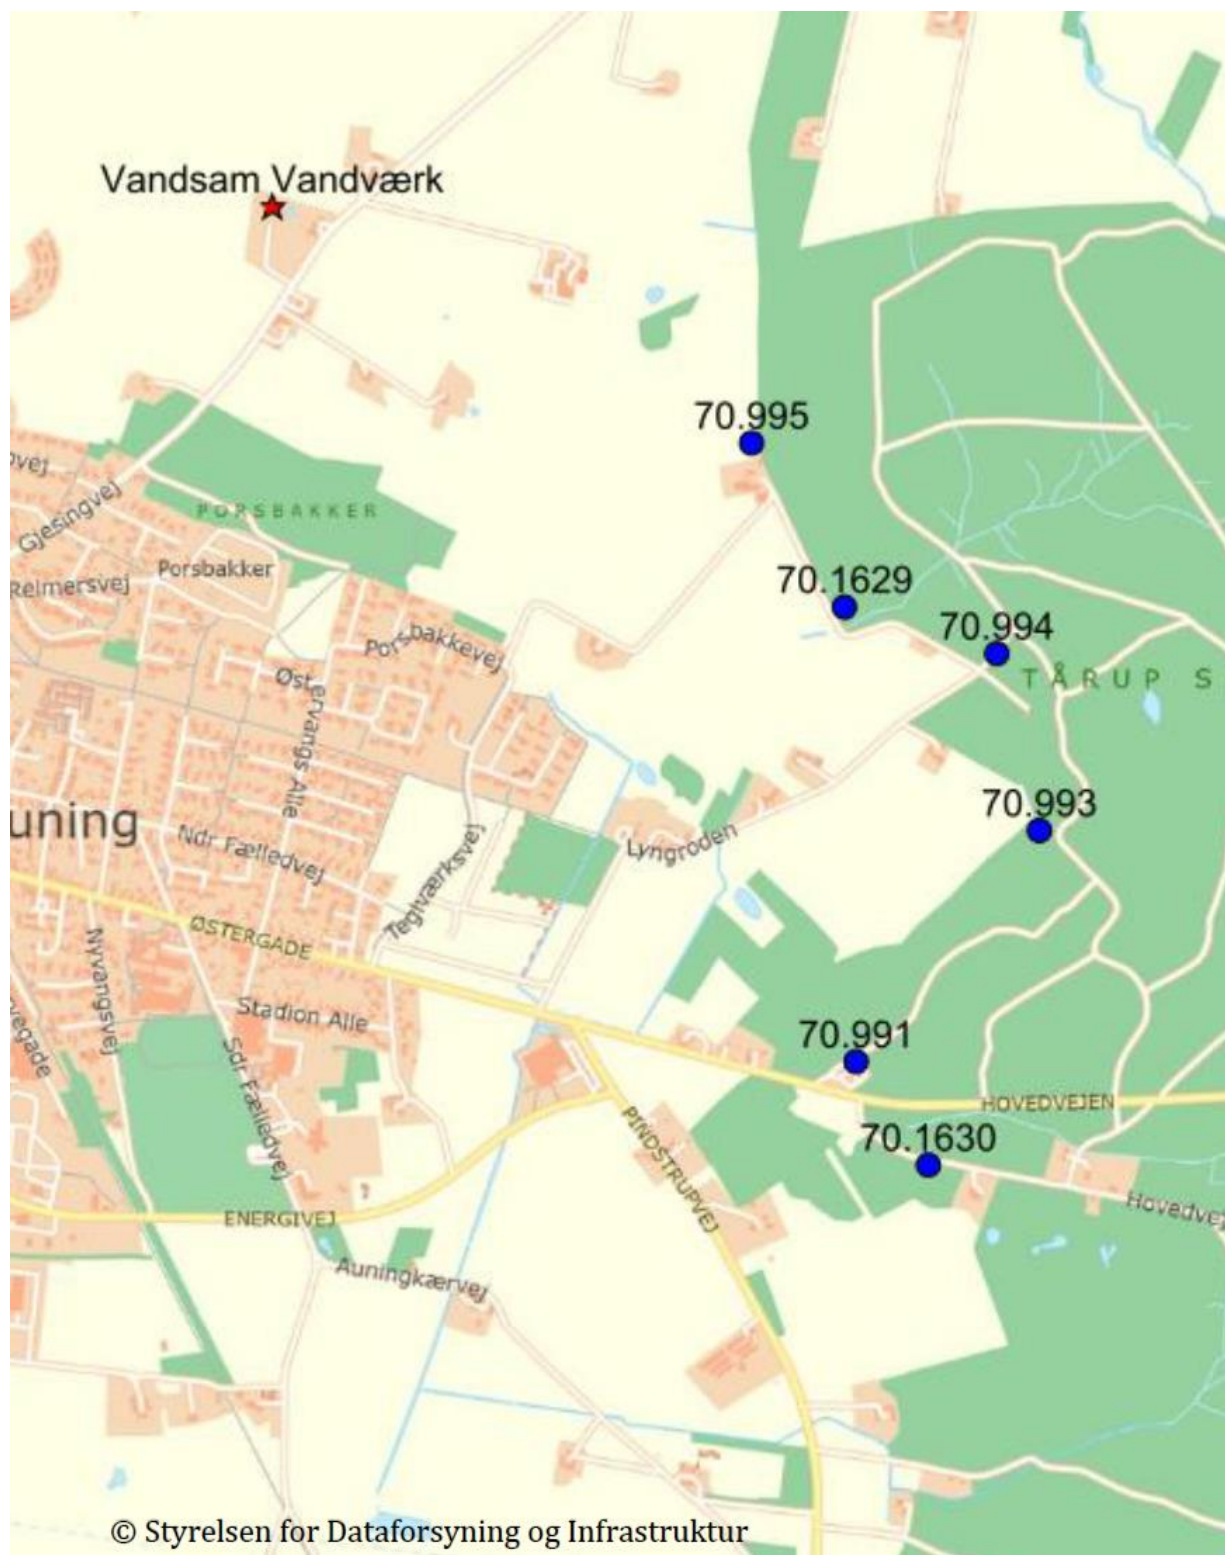 Vandsam Vandværk
70.995
Gjesingvej
PORSBAKKER
Porsbakker
Reimersvej
70.1629
70.994
Porsbakkevej
TÅRUP S
Østervangs Alle
70.993
uning
Ndr Fælledvej
Lyngroden
Teglværksvej
ØSTERGADE
Nyvangsvej
Stadion Alle
70.991
Sdr Fælledvej
HOVEDVEJEN
PINDSTRUPVEJ
70.1630
Hovedvej
ENERGIVEJ
Auningkærvej
© Styrelsen for Dataforsyning og Infrastruktur